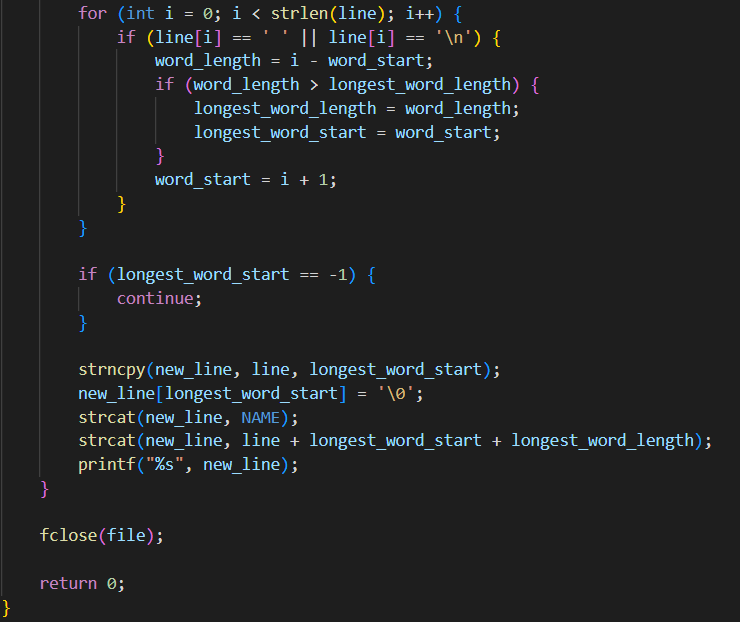 for (int i = 0; i < strlen(line); i++) {
if (line[i] == ' ' || line[i] == '\n') {
word_length = i - word_start;
if (word_length > longest_word_length) {
longest_word_length = word_length;
longest_word_start = word_start;
}
word_start = i + 1;
}
}
if (longest_word_start == -1) {
continue;
}
strncpy(new_line, line, longest_word_start);
new_line[longest_word_start] = '\0';
strcat(new_line, NAME);
strcat(new_line, line + longest_word_start + longest_word_length);
printf("%s", new_line);
}
fclose(file);
return 0;
}